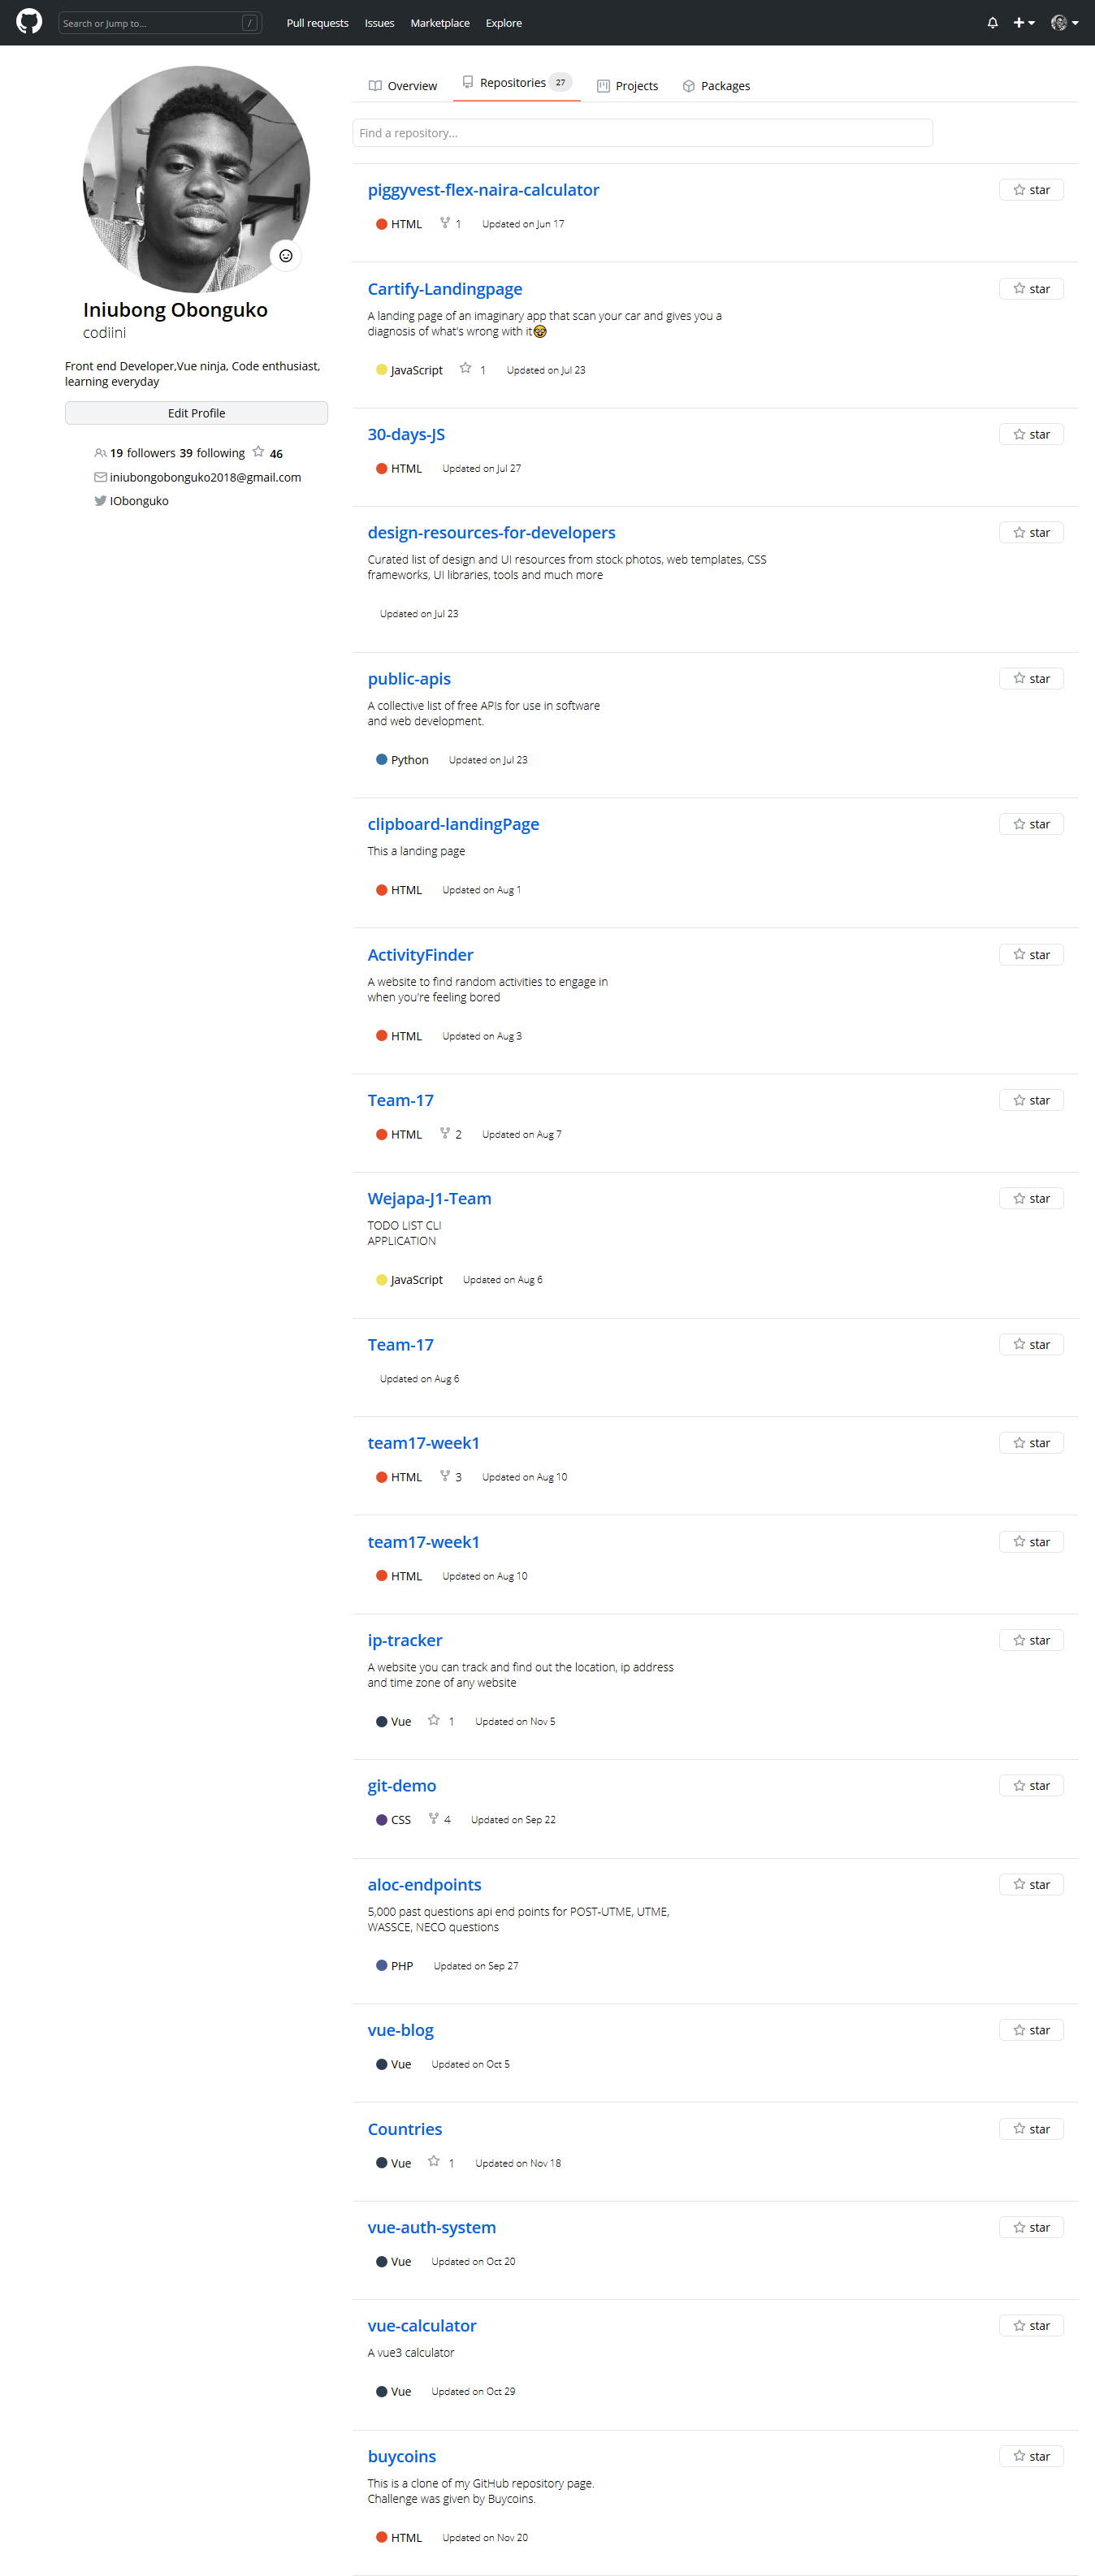 Search or Jump to... /
Pull requests Issues Marketplace Explore
Overview Repositories 27 Projects Packages
Find a repository...
Iniubong Obonguko
codiini
Front end Developer,Vue ninja, Code enthusiast,
learning everyday
Edit Profile
19 followers 39 following 46
iniubongobonguko2018@gmail.com
IObonguko
piggyvest-flex-naira-calculator
star
HTML 1 Updated on Jun 17
Cartify-Landingpage
star
A landing page of an imaginary app that scan your car and gives you a
diagnosis of what's wrong with it🤓
JavaScript 1 Updated on Jul 23
30-days-JS
star
HTML Updated on Jul 27
design-resources-for-developers
star
Curated list of design and UI resources from stock photos, web templates, CSS
frameworks, UI libraries, tools and much more
Updated on Jul 23
public-apis
star
A collective list of free APIs for use in software
and web development.
Python Updated on Jul 23
clipboard-landingPage
star
This a landing page
HTML Updated on Aug 1
ActivityFinder
star
A website to find random activities to engage in
when you're feeling bored
HTML Updated on Aug 3
Team-17
star
HTML 2 Updated on Aug 7
Wejapa-J1-Team
star
TODO LIST CLI
APPLICATION
JavaScript Updated on Aug 6
Team-17
star
Updated on Aug 6
team17-week1
star
HTML 3 Updated on Aug 10
team17-week1
star
HTML Updated on Aug 10
ip-tracker
star
A website you can track and find out the location, ip address
and time zone of any website
Vue 1 Updated on Nov 5
git-demo
star
CSS 4 Updated on Sep 22
aloc-endpoints
star
5,000 past questions api end points for POST-UTME, UTME,
WASSCE, NECO questions
PHP Updated on Sep 27
vue-blog
star
Vue Updated on Oct 5
Countries
star
Vue 1 Updated on Nov 18
vue-auth-system
star
Vue Updated on Oct 20
vue-calculator
star
A vue3 calculator
Vue Updated on Oct 29
buycoins
star
This is a clone of my GitHub repository page.
Challenge was given by Buycoins.
HTML Updated on Nov 20